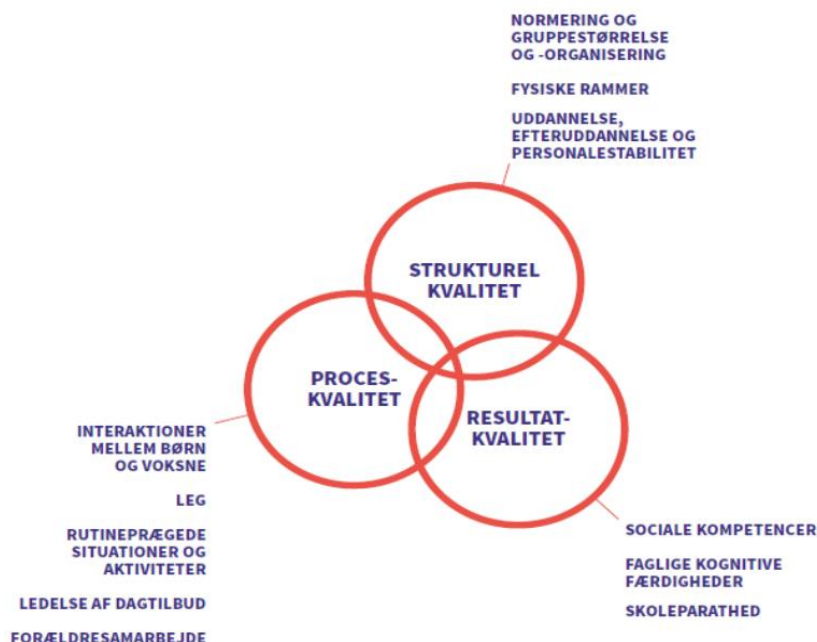 NORMERING OG
GRUPPESTØRRELSE
OG -ORGANISERING
FYSISKE RAMMER
UDDANNELSE,
EFTERUDDANNELSE OG
PERSONALESTABILITET
STRUKTUREL
KVALITET
PROCES-
KVALITET
RESULTAT-
KVALITET
INTERAKTIONER
MELLEM BØRN
OG VOKSNE
LEG
RUTINEPRÆGEDE
SITUATIONER OG
AKTIVITETER
LEDELSE AF DAGTILBUD
FORÆLDRESAMARBEJDE
SOCIALE KOMPETENCER
FAGLIGE KOGNITIVE
FÆRDIGHEDER
SKOLEPARATHED